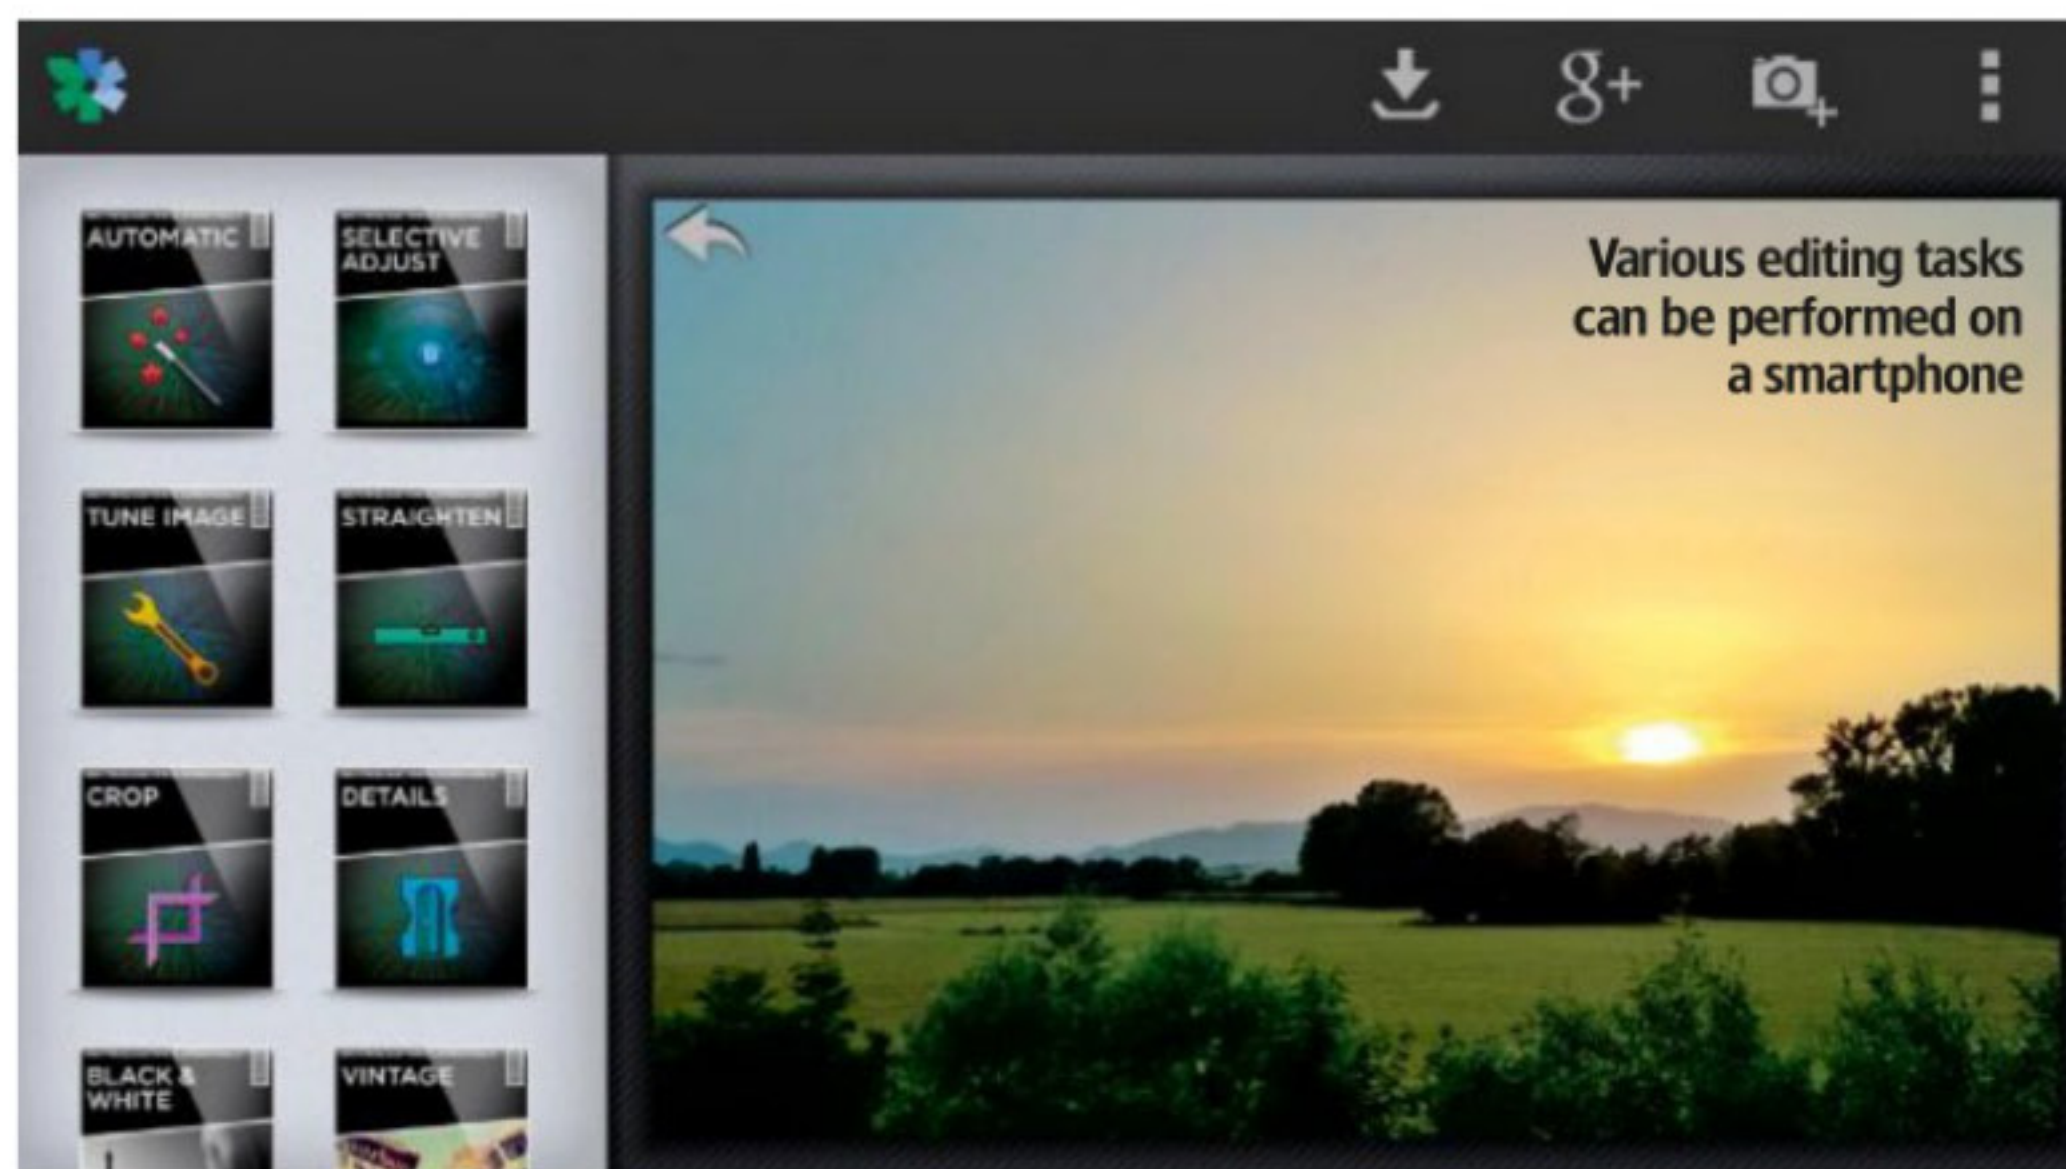 g+
AUTOMATIC
SELECTIVE
ADJUST
Various editing tasks
can be performed on
a smartphone
TUNE IMAGE
STRAIGHTEN
CROP
DETAILS
BLACK &
WHITE
VINTAGE